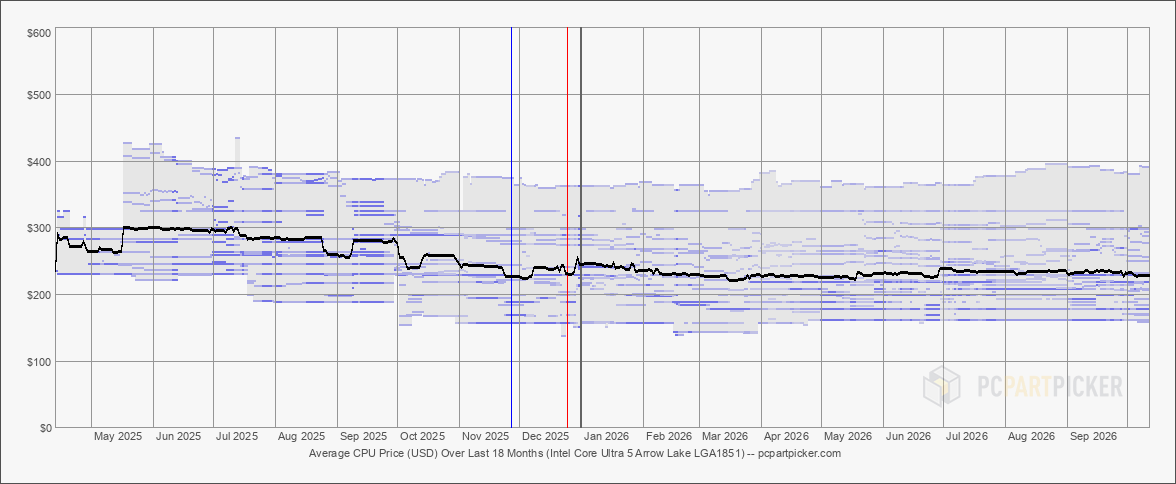 $600
$500
$400
$300
$200
$100
$0
PCPARTPICKER
May 2025 Jun 2025 Jul 2025 Aug 2025 Sep 2025 Oct 2025 Nov 2025 Dec 2025 Jan 2026 Feb 2026 Mar 2026 Apr 2026 May 2026 Jun 2026 Jul 2026 Aug 2026 Sep 2026
Average CPU Price (USD) Over Last 18 Months (Intel Core Ultra 5 Arrow Lake LGA1851) -- pcpartpicker.com